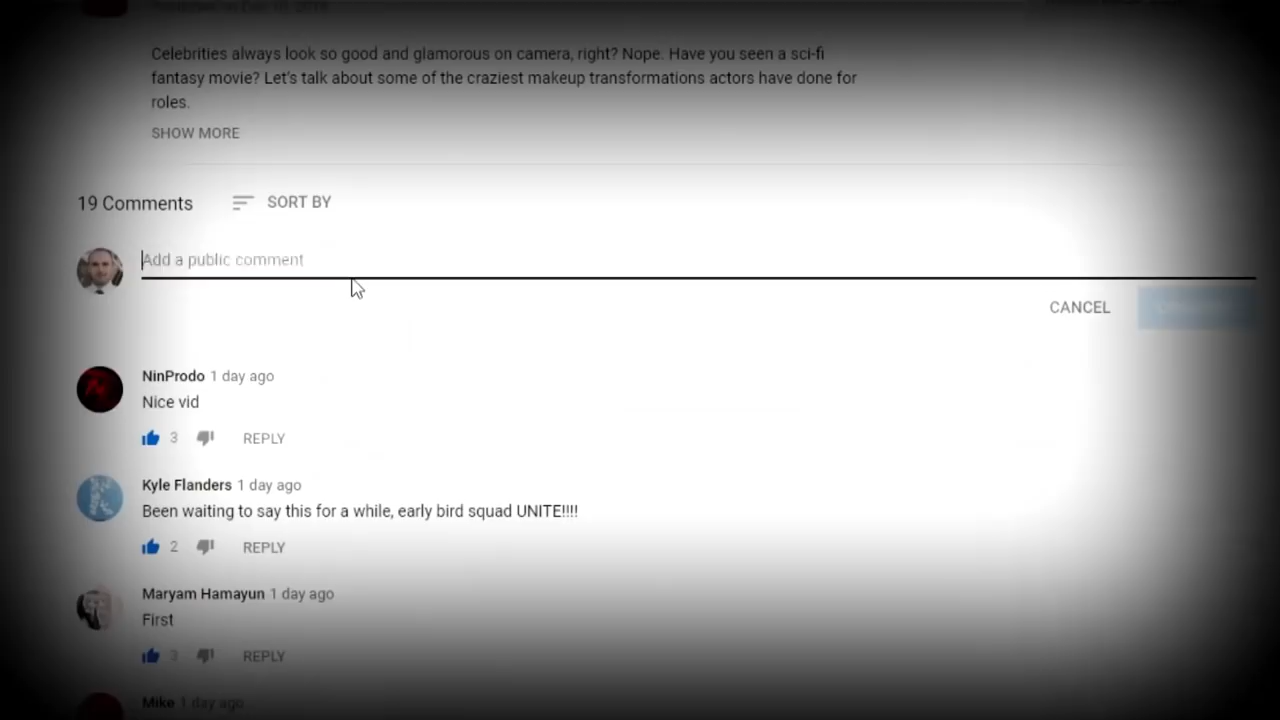 Celebrities always look so good and glamorous on camera, right? Nope. Have you seen a sci-fi
fantasy movie? Let's talk about some of the craziest makeup transformations actors have done for
roles.
SHOW MORE
19 Comments SORT BY
Add a public comment
CANCEL
NinProdo 1 day ago
Nice vid
3 REPLY
Kyle Flanders 1 day ago
Been waiting to say this for a while, early bird squad UNITE!!!!
2 REPLY
Maryam Hamayun 1 day ago
First
3 REPLY
Mike 1 day ago